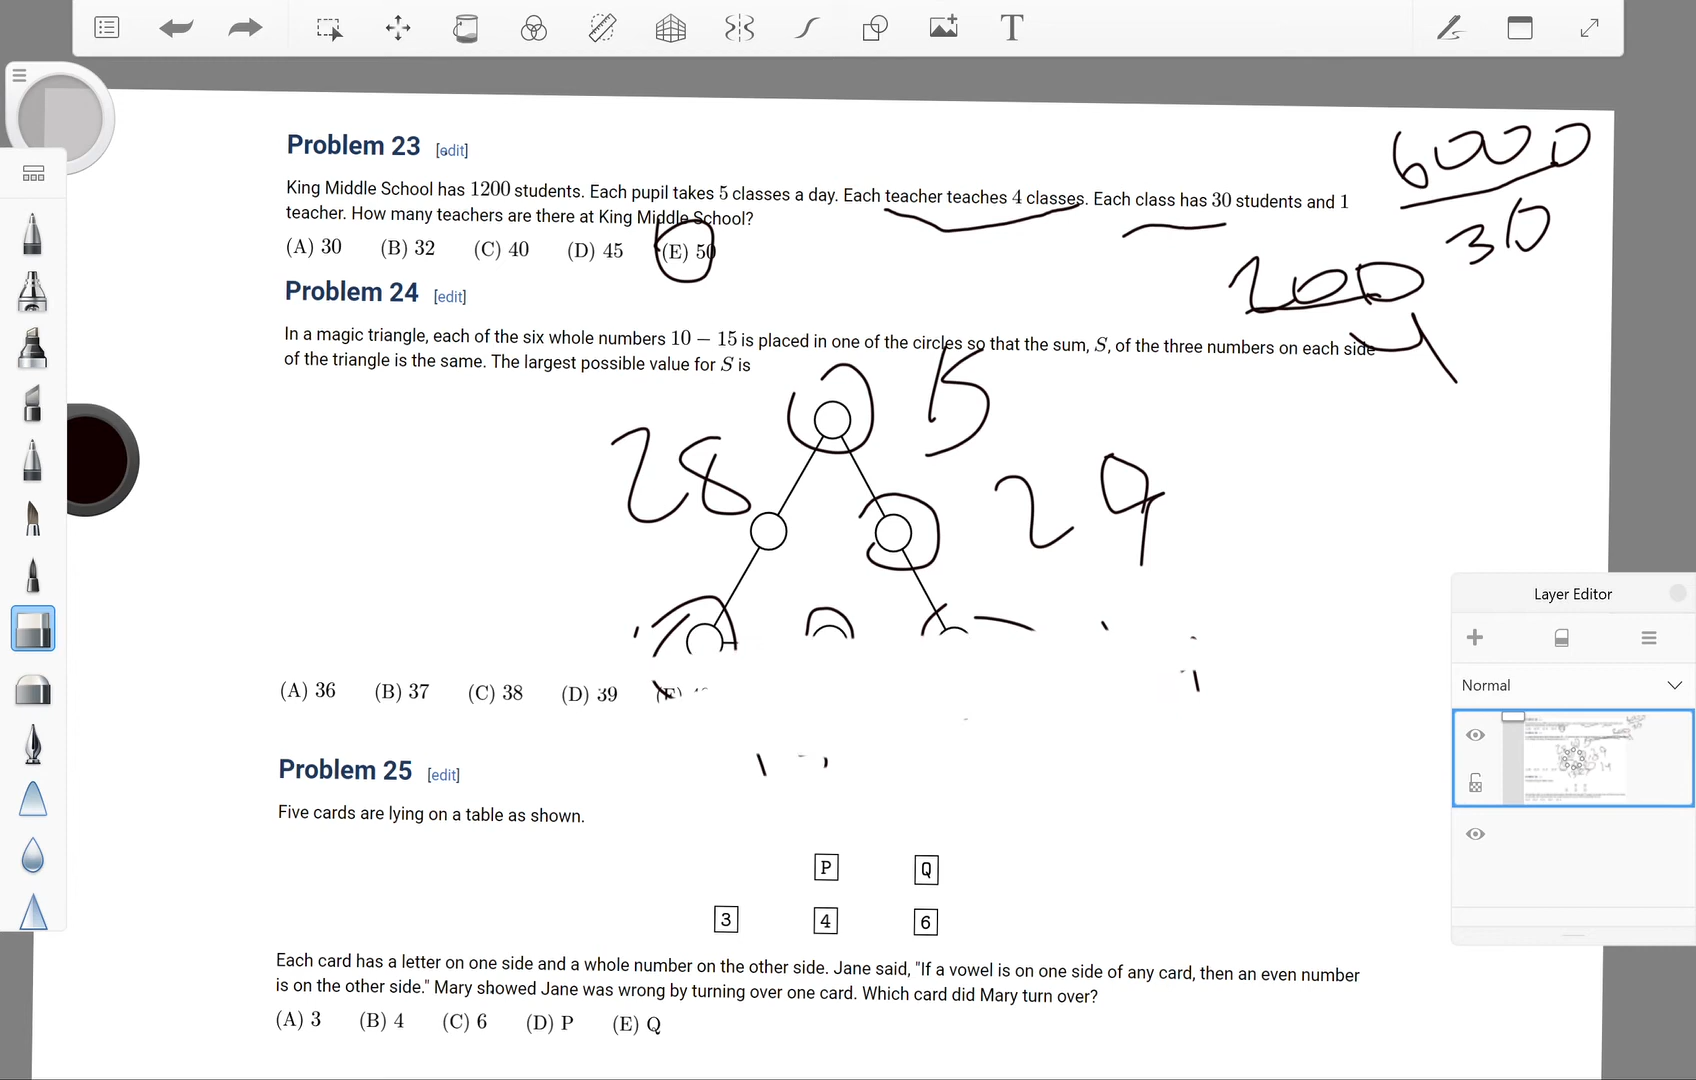 T
Problem 23 [edit]
King Middle School has 1200 students. Each pupil takes 5 classes a day. Each teacher teaches 4 classes. Each class has 30 students and 1
teacher. How many teachers are there at King Middle School?
(A) 30 (B) 32 (C) 40 (D) 45 (E) 50
6000
30
200
4
Problem 24 [edit]
In a magic triangle, each of the six whole numbers 10 − 15 is placed in one of the circles so that the sum, S, of the three numbers on each side
of the triangle is the same. The largest possible value for S is
15
28
29
(A) 36 (B) 37 (C) 38 (D) 39
Problem 25 [edit]
Five cards are lying on a table as shown.
P Q
3 4 6
Each card has a letter on one side and a whole number on the other side. Jane said, "If a vowel is on one side of any card, then an even number
is on the other side." Mary showed Jane was wrong by turning over one card. Which card did Mary turn over?
(A) 3 (B) 4 (C) 6 (D) P (E) Q
Layer Editor
Normal